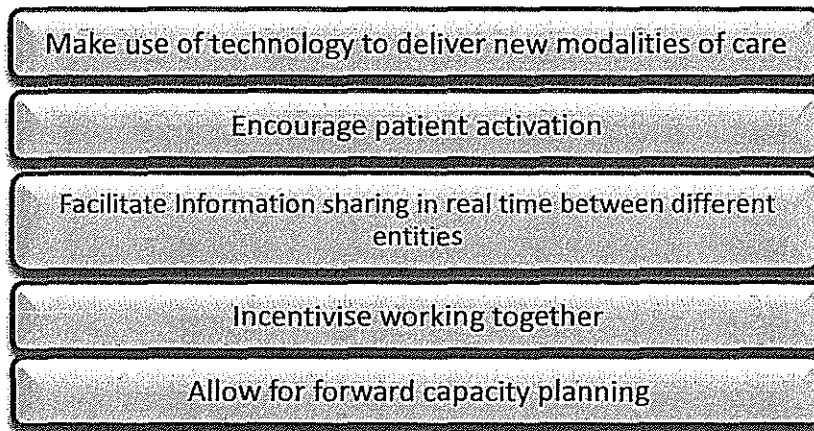 Make use of technology to deliver new modalities of care
Encourage patient activation
Facilitate Information sharing in real time between different
entities
Incentivise working together
Allow for forward capacity planning